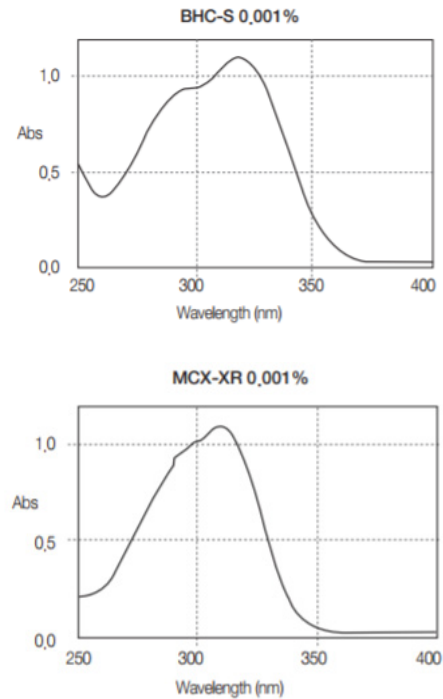 BHC-S 0,001%
1,0
Abs
0,5
0,0
250 300 350 400
Wavelength (nm)
MCX-XR 0,001%
1,0
Abs
0,5
0,0
250 300 350 400
Wavelength (nm)